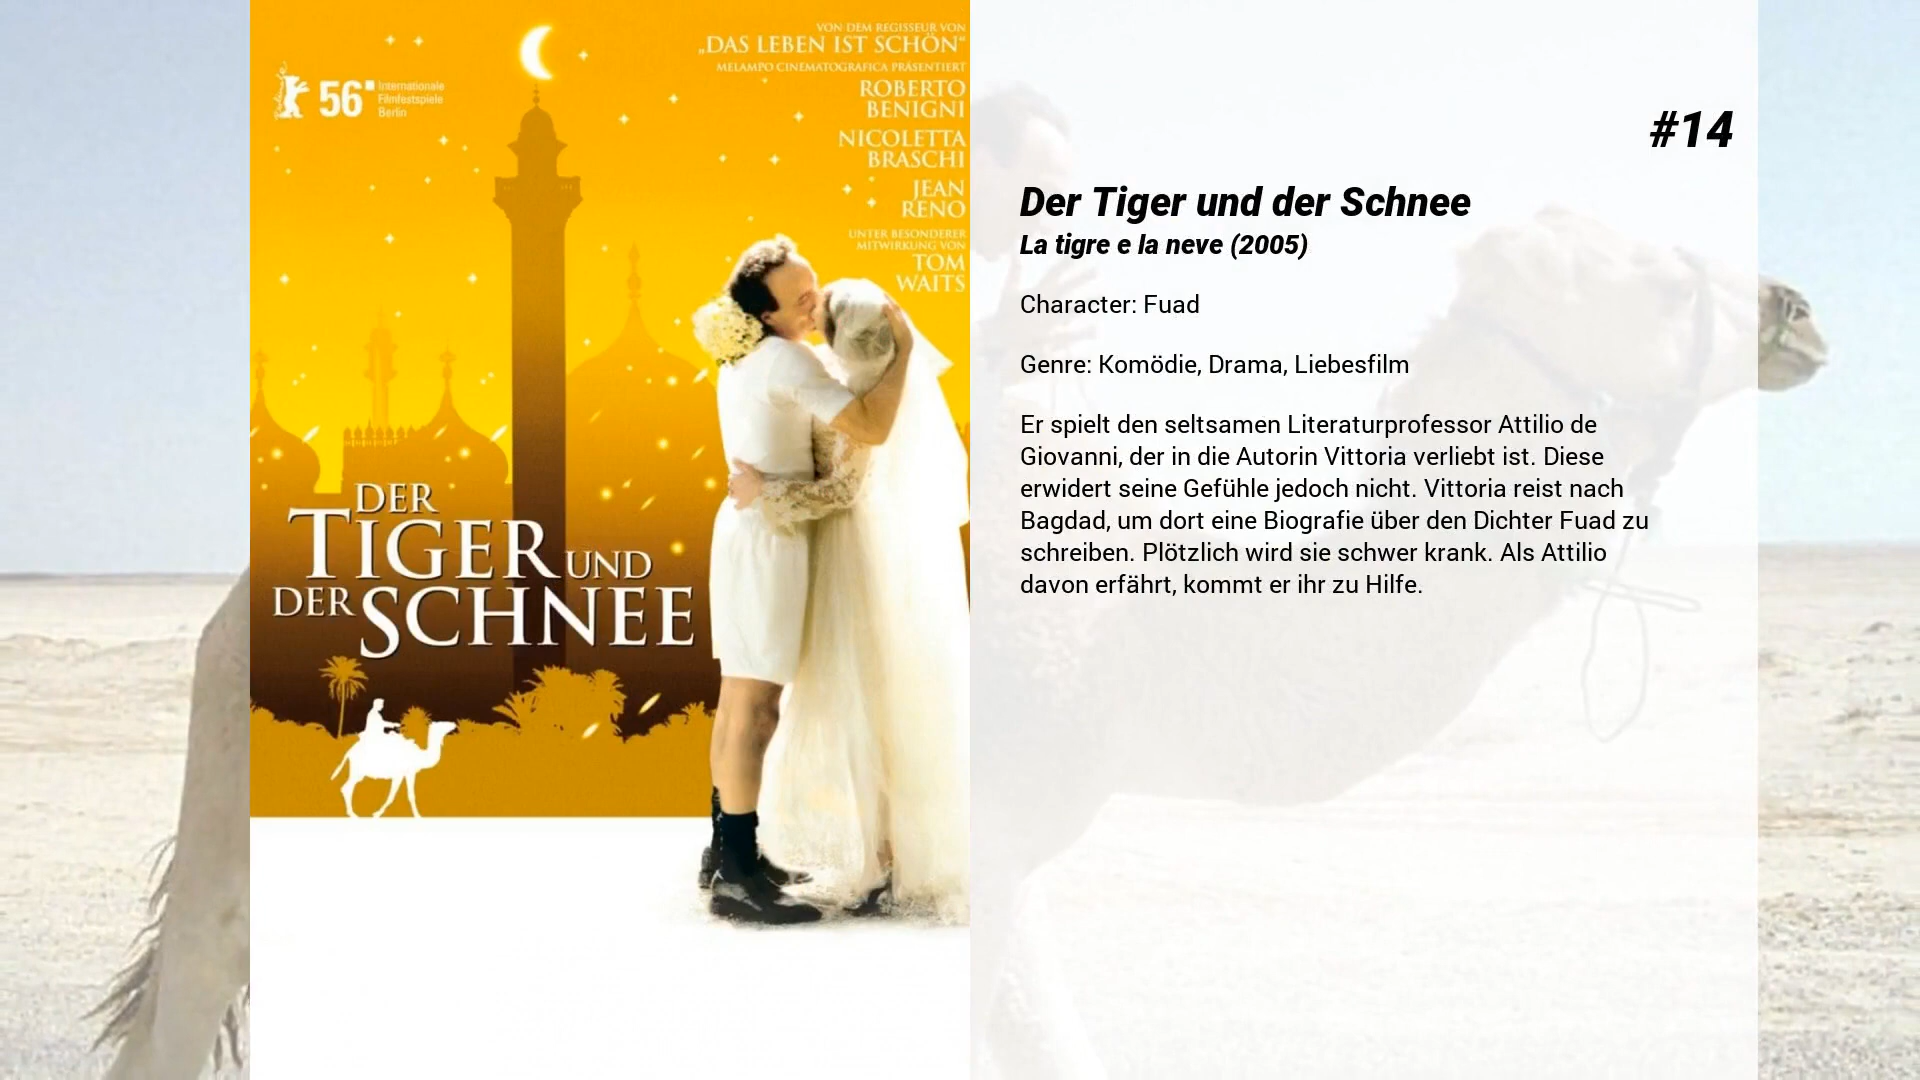 VON DEM REGISSEUR VON
„DAS LEBEN IST SCHÖN“
MELAMPO CINEMATOGRAFICA PRÄSENTIERT
ROBERTO
BENIGNI
NICOLETTA
BRASCHI
JEAN
RENO
UNTER BESONDERER
MITWIRKUNG VON
TOM
WAITS
56
Internationale
Filmfestspiele
Berlin
DER
TIGER UND
DER SCHNEE
#14
Der Tiger und der Schnee
La tigre e la neve (2005)
Character: Fuad
Genre: Komödie, Drama, Liebesfilm
Er spielt den seltsamen Literaturprofessor Attilio de
Giovanni, der in die Autorin Vittoria verliebt ist. Diese
erwidert seine Gefühle jedoch nicht. Vittoria reist nach
Bagdad, um dort eine Biografie über den Dichter Fuad zu
schreiben. Plötzlich wird sie schwer krank. Als Attilio
davon erfährt, kommt er ihr zu Hilfe.